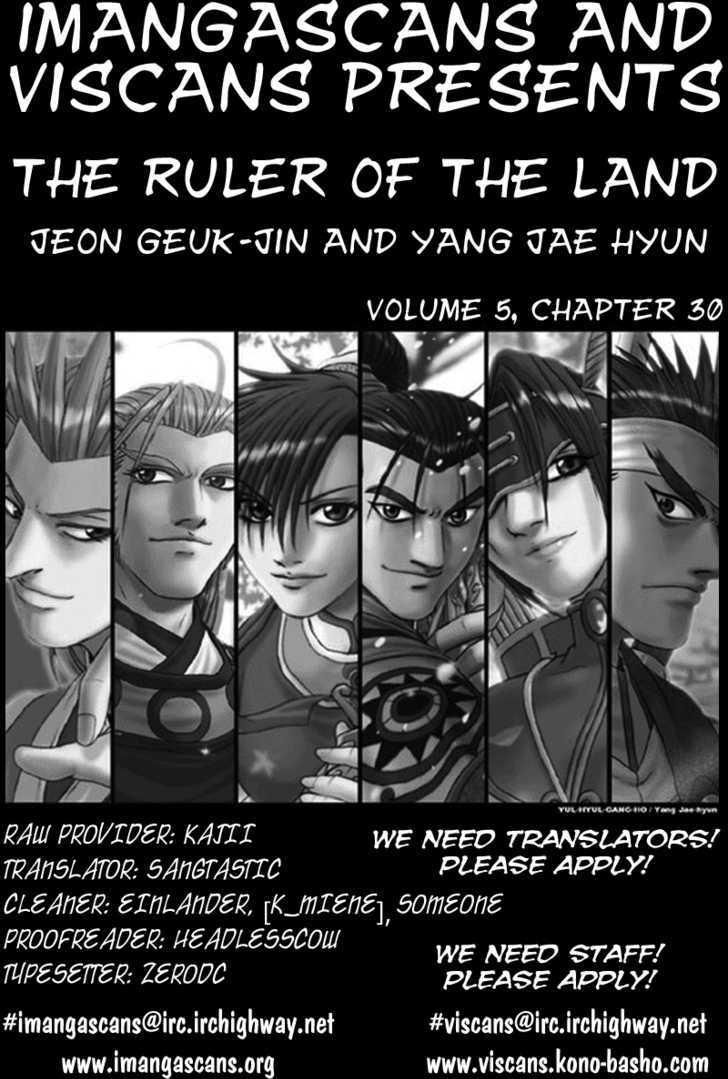 IMANGASCANS AND
VISCANS PRESENTS
THE RULER OF THE LAND
JEON GEUK-JIN AND YANG JAE HYUN
VOLUME 5, CHAPTER 30
YUL-HYUL-GANG-HO / Yang Jae-hyun
RAW PROVIDER: KAJII
TRANSLATOR: SANGTASTIC
CLEANER: EINLANDER, [K_MIENE], SOMEONE
PROOFREADER: HEADLESSCOW
TYPESETTER: ZERODC
WE NEED TRANSLATORS!
PLEASE APPLY!
WE NEED STAFF!
PLEASE APPLY!
#imangascans@irc.irchighway.net
www.imangascans.org
#viscans@irc.irchighway.net
www.viscans.kono-basho.com